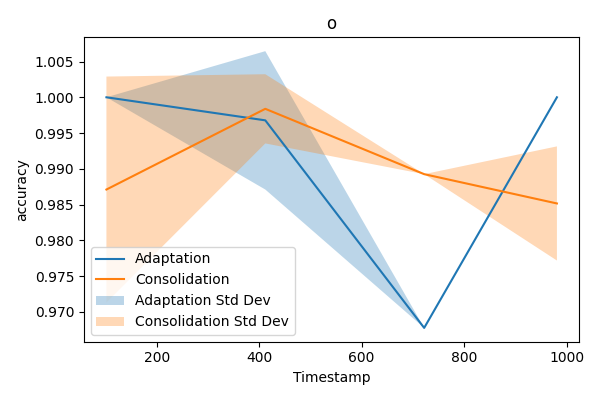 o
accuracy
1.005
1.000
0.995
0.990
0.985
0.980
0.975
0.970
Adaptation
Consolidation
Adaptation Std Dev
Consolidation Std Dev
200 400 600 800 1000
Timestamp